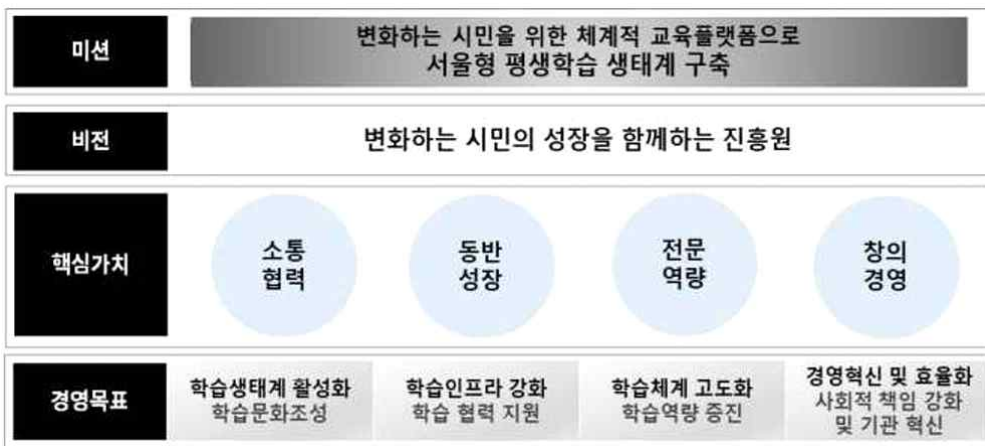 미션
변화하는 시민을 위한 체계적 교육플랫폼으로
서울형 평생학습 생태계 구축
비전
변화하는 시민의 성장을 함께하는 진흥원
핵심가치
소통
협력
동반
성장
전문
역량
창의
경영
경영목표
학습생태계 활성화
학습문화조성
학습인프라 강화
학습 협력 지원
학습체계 고도화
학습역량 증진
경영혁신 및 효율화
사회적 책임 강화
및 기관 혁신